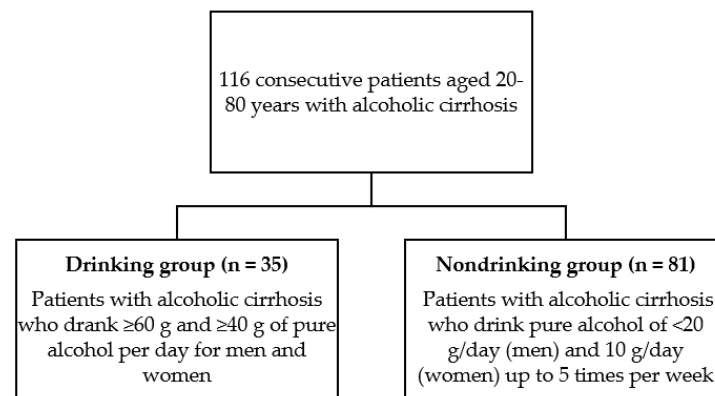 116 consecutive patients aged 20-
80 years with alcoholic cirrhosis
Drinking group (n = 35)
Patients with alcoholic cirrhosis
who drank ≥60 g and ≥40 g of pure
alcohol per day for men and
women
Nondrinking group (n = 81)
Patients with alcoholic cirrhosis
who drink pure alcohol of <20
g/day (men) and 10 g/day
(women) up to 5 times per week